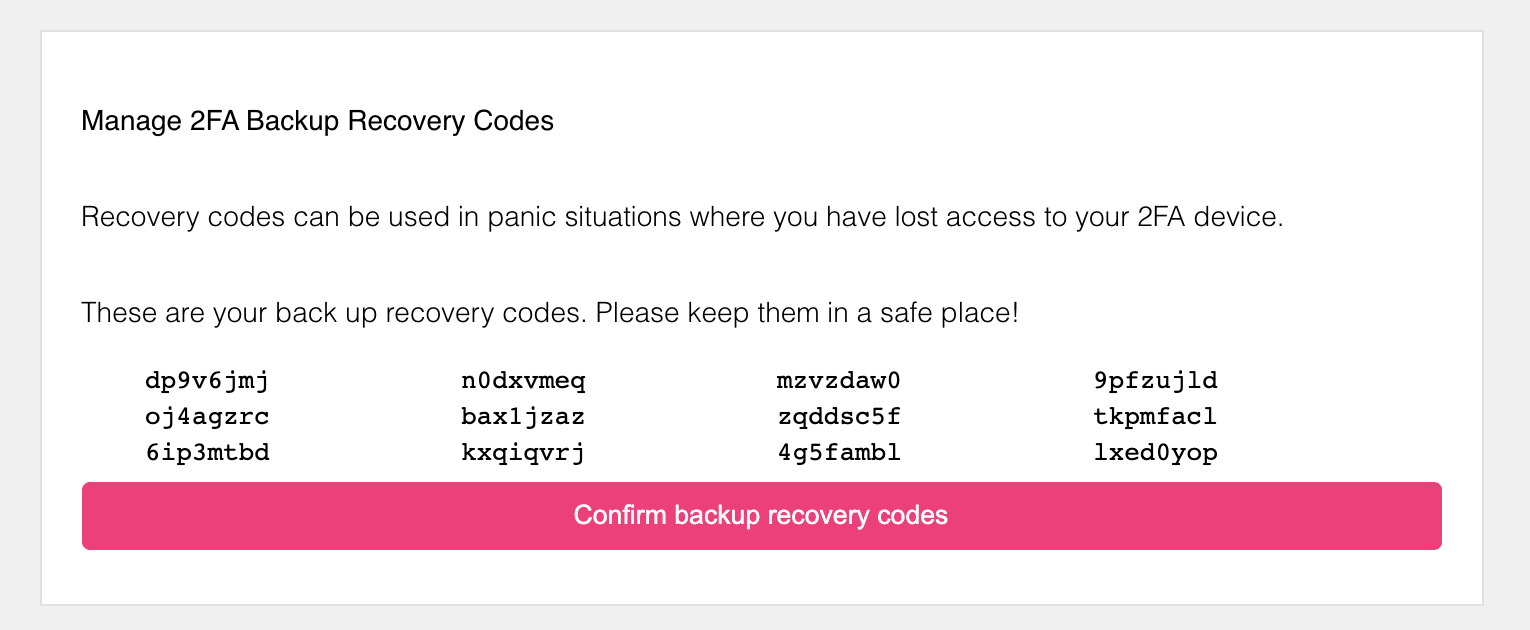 Manage 2FA Backup Recovery Codes
Recovery codes can be used in panic situations where you have lost access to your 2FA device.
These are your back up recovery codes. Please keep them in a safe place!
dp9v6jmj n0dxvmeq mzvzdaw0 9pfzujld
oj4agzrc bax1jzaz zqddsc5f tkpmfacl
6ip3mtbd kxqiqvrj 4g5fambl lxed0yop
Confirm backup recovery codes